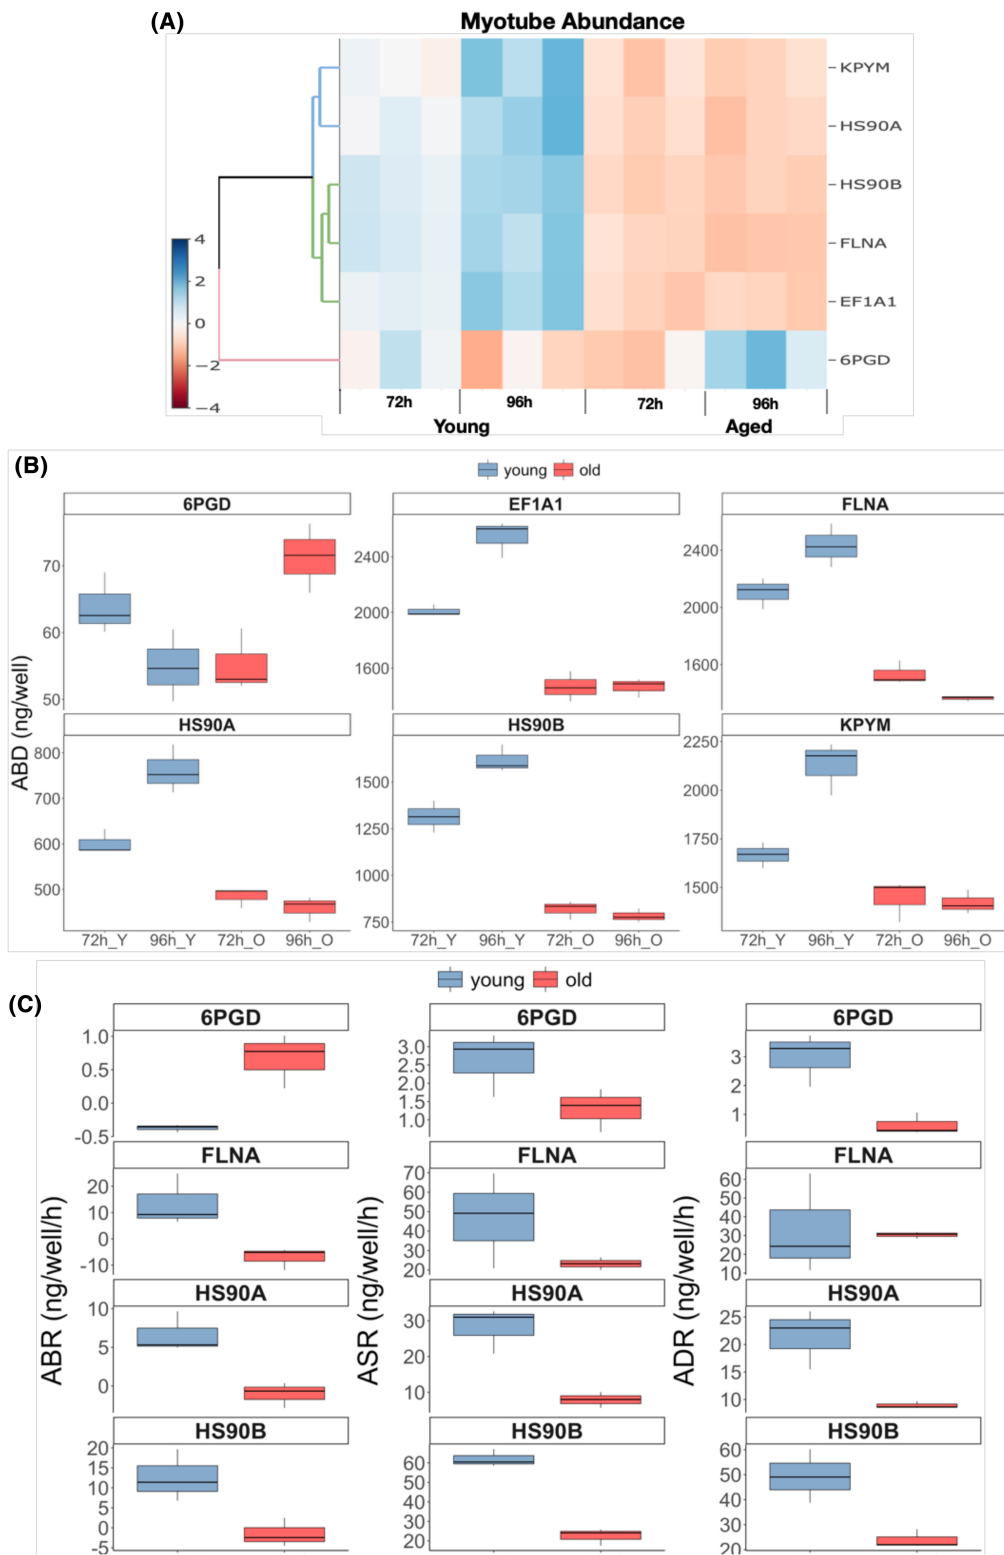 (A)
Myotube Abundance
KPYM
HS90A
HS90B
FLNA
EF1A1
6PGD
4
2
0
−2
−4
72h 96h 72h 96h
Young Aged
(B)
young old
6PGD EF1A1 FLNA
70
60
50
2400
2000
1600
2400
2000
1600
ABD (ng/well)
HS90A HS90B KPYM
800
700
600
500
1500
1250
1000
750
2250
2000
1750
1500
72h_Y 96h_Y 72h_O 96h_O 72h_Y 96h_Y 72h_O 96h_O 72h_Y 96h_Y 72h_O 96h_O
(C)
young old
ABR (ng/well/h)
6PGD
1.0
0.5
0.0
-0.5
FLNA
20
10
0
-10
HS90A
10
5
0
HS90B
20
15
10
5
0
-5
ASR (ng/well/h)
6PGD
3.0
2.5
2.0
1.5
1.0
FLNA
70
60
50
40
30
20
HS90A
30
20
10
HS90B
60
50
40
30
20
ADR (ng/well/h)
6PGD
3
2
1
FLNA
60
50
40
30
20
10
HS90A
25
20
15
10
HS90B
60
50
40
30
20